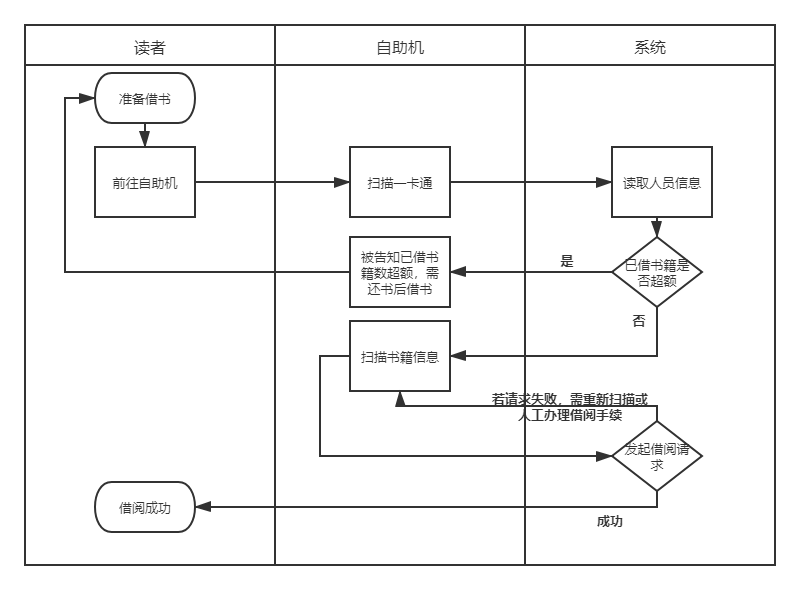 读者
自助机
系统
准备借书
前往自助机
扫描一卡通
读取人员信息
被告知已借书
籍数超额，需
还书后借书
是
已借书籍是
否超额
否
扫描书籍信息
若请求失败，需重新扫描或
人工办理借阅手续
发起借阅请
求
借阅成功
成功